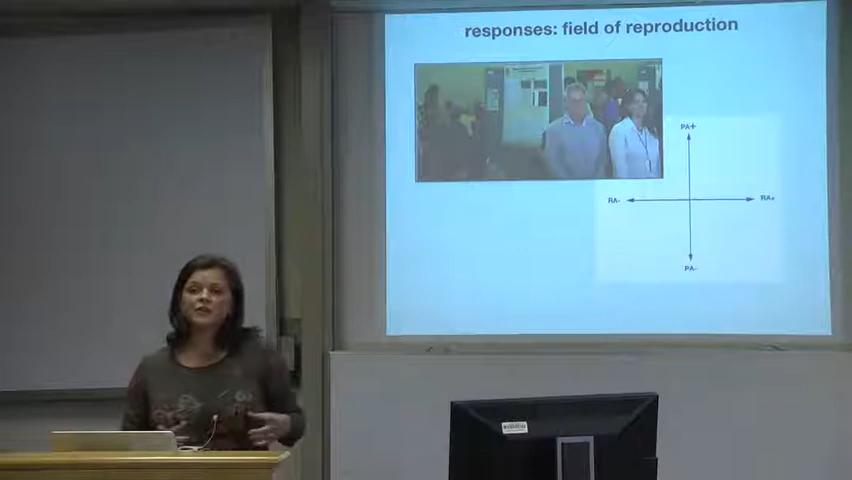 responses: field of reproduction
PA+
RA-
RA+
PA-